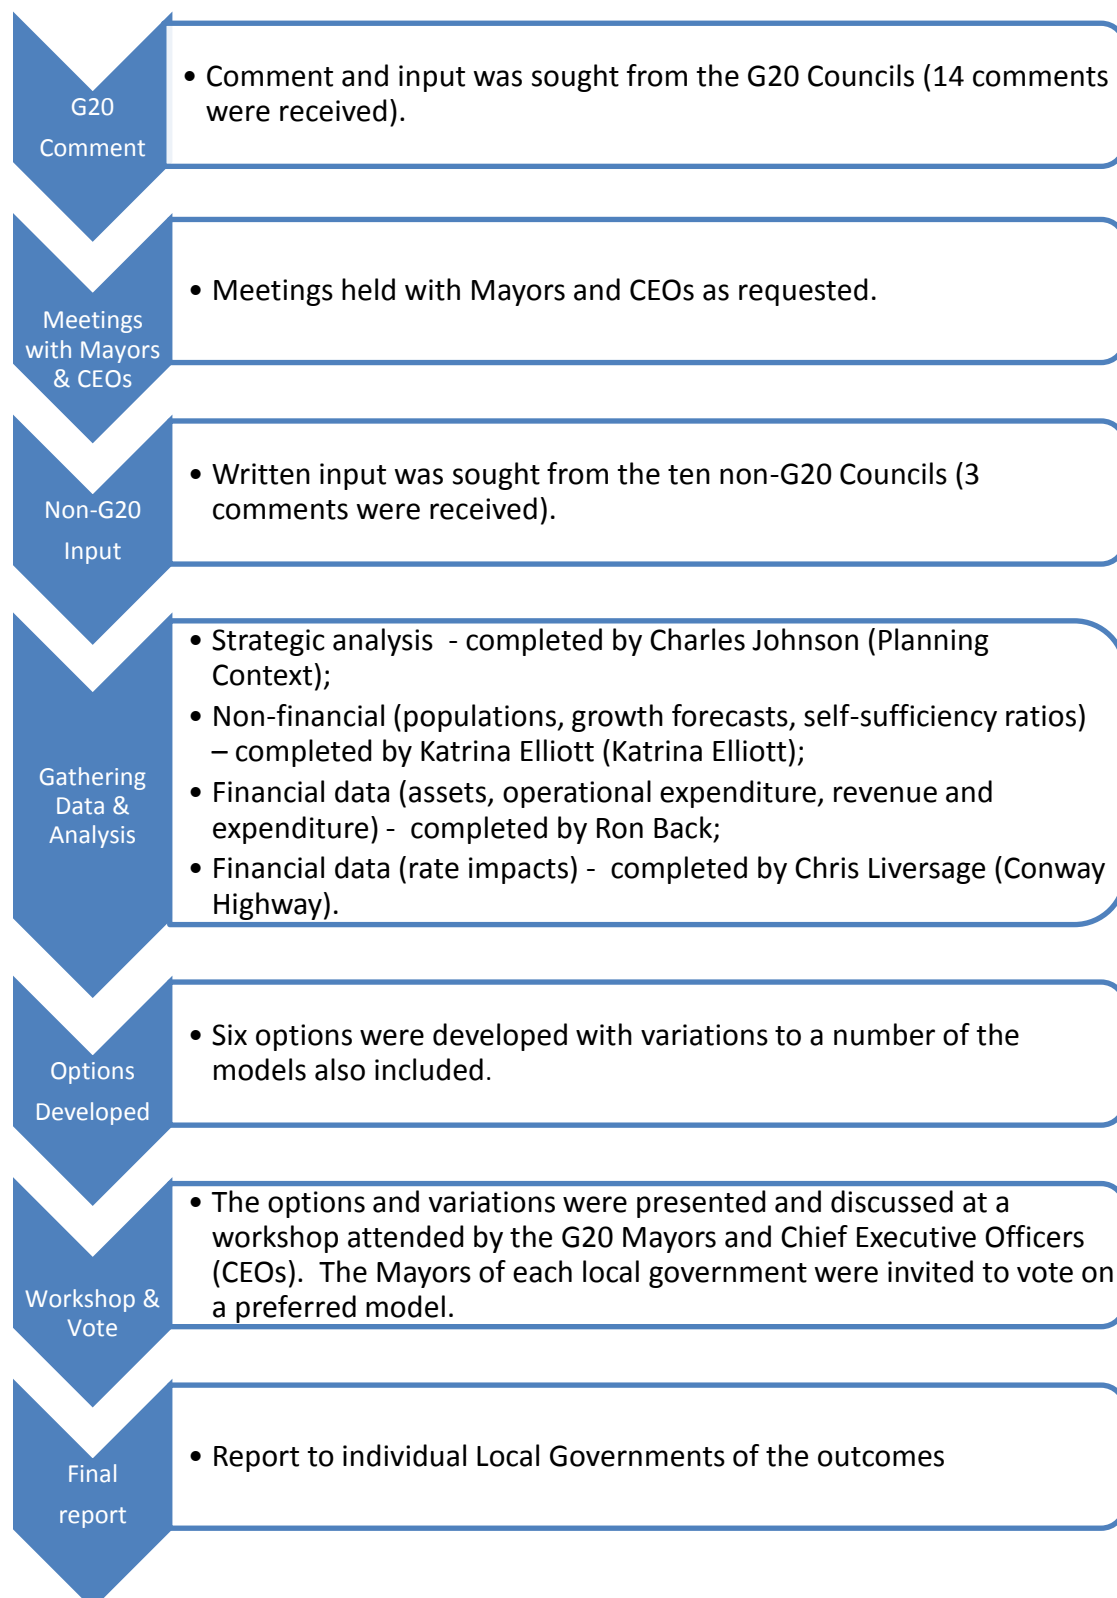 G20
Comment
• Comment and input was sought from the G20 Councils (14 comments
were received).
Meetings
with Mayors
& CEOs
• Meetings held with Mayors and CEOs as requested.
Non-G20
Input
• Written input was sought from the ten non-G20 Councils (3
comments were received).
Gathering
Data &
Analysis
• Strategic analysis  - completed by Charles Johnson (Planning
Context);
• Non-financial (populations, growth forecasts, self-sufficiency ratios)
– completed by Katrina Elliott (Katrina Elliott);
• Financial data (assets, operational expenditure, revenue and
expenditure) -  completed by Ron Back;
• Financial data (rate impacts) -  completed by Chris Liversage (Conway
Highway).
Options
Developed
• Six options were developed with variations to a number of the
models also included.
Workshop &
Vote
• The options and variations were presented and discussed at a
workshop attended by the G20 Mayors and Chief Executive Officers
(CEOs).  The Mayors of each local government were invited to vote on
a preferred model.
Final
report
• Report to individual Local Governments of the outcomes